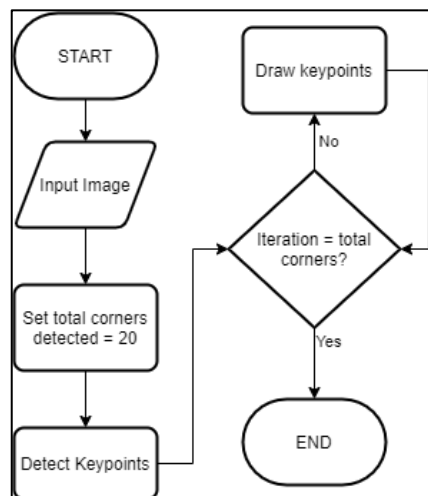 START
Input Image
Set total corners
detected = 20
Detect Keypoints
Draw keypoints
No
Iteration = total
corners?
Yes
END